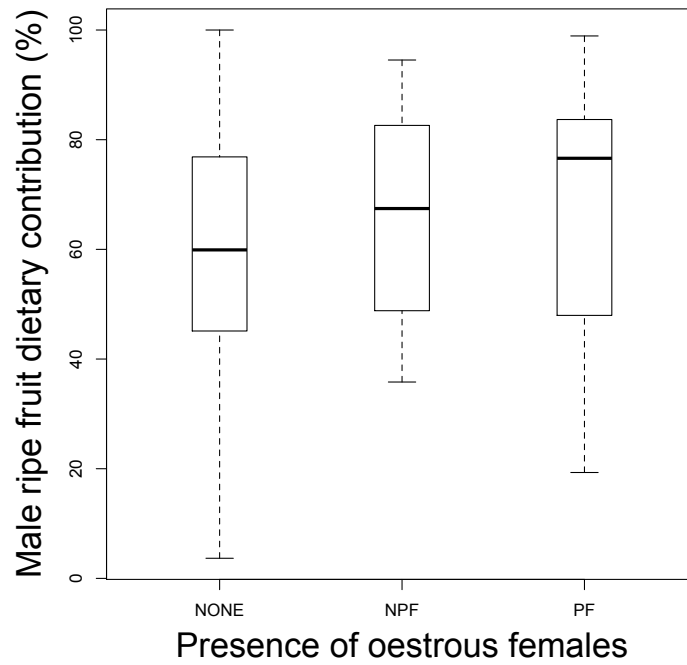 Male ripe fruit dietary contribution (%)
100
80
60
40
20
0
NONE NPF PF
Presence of oestrous females